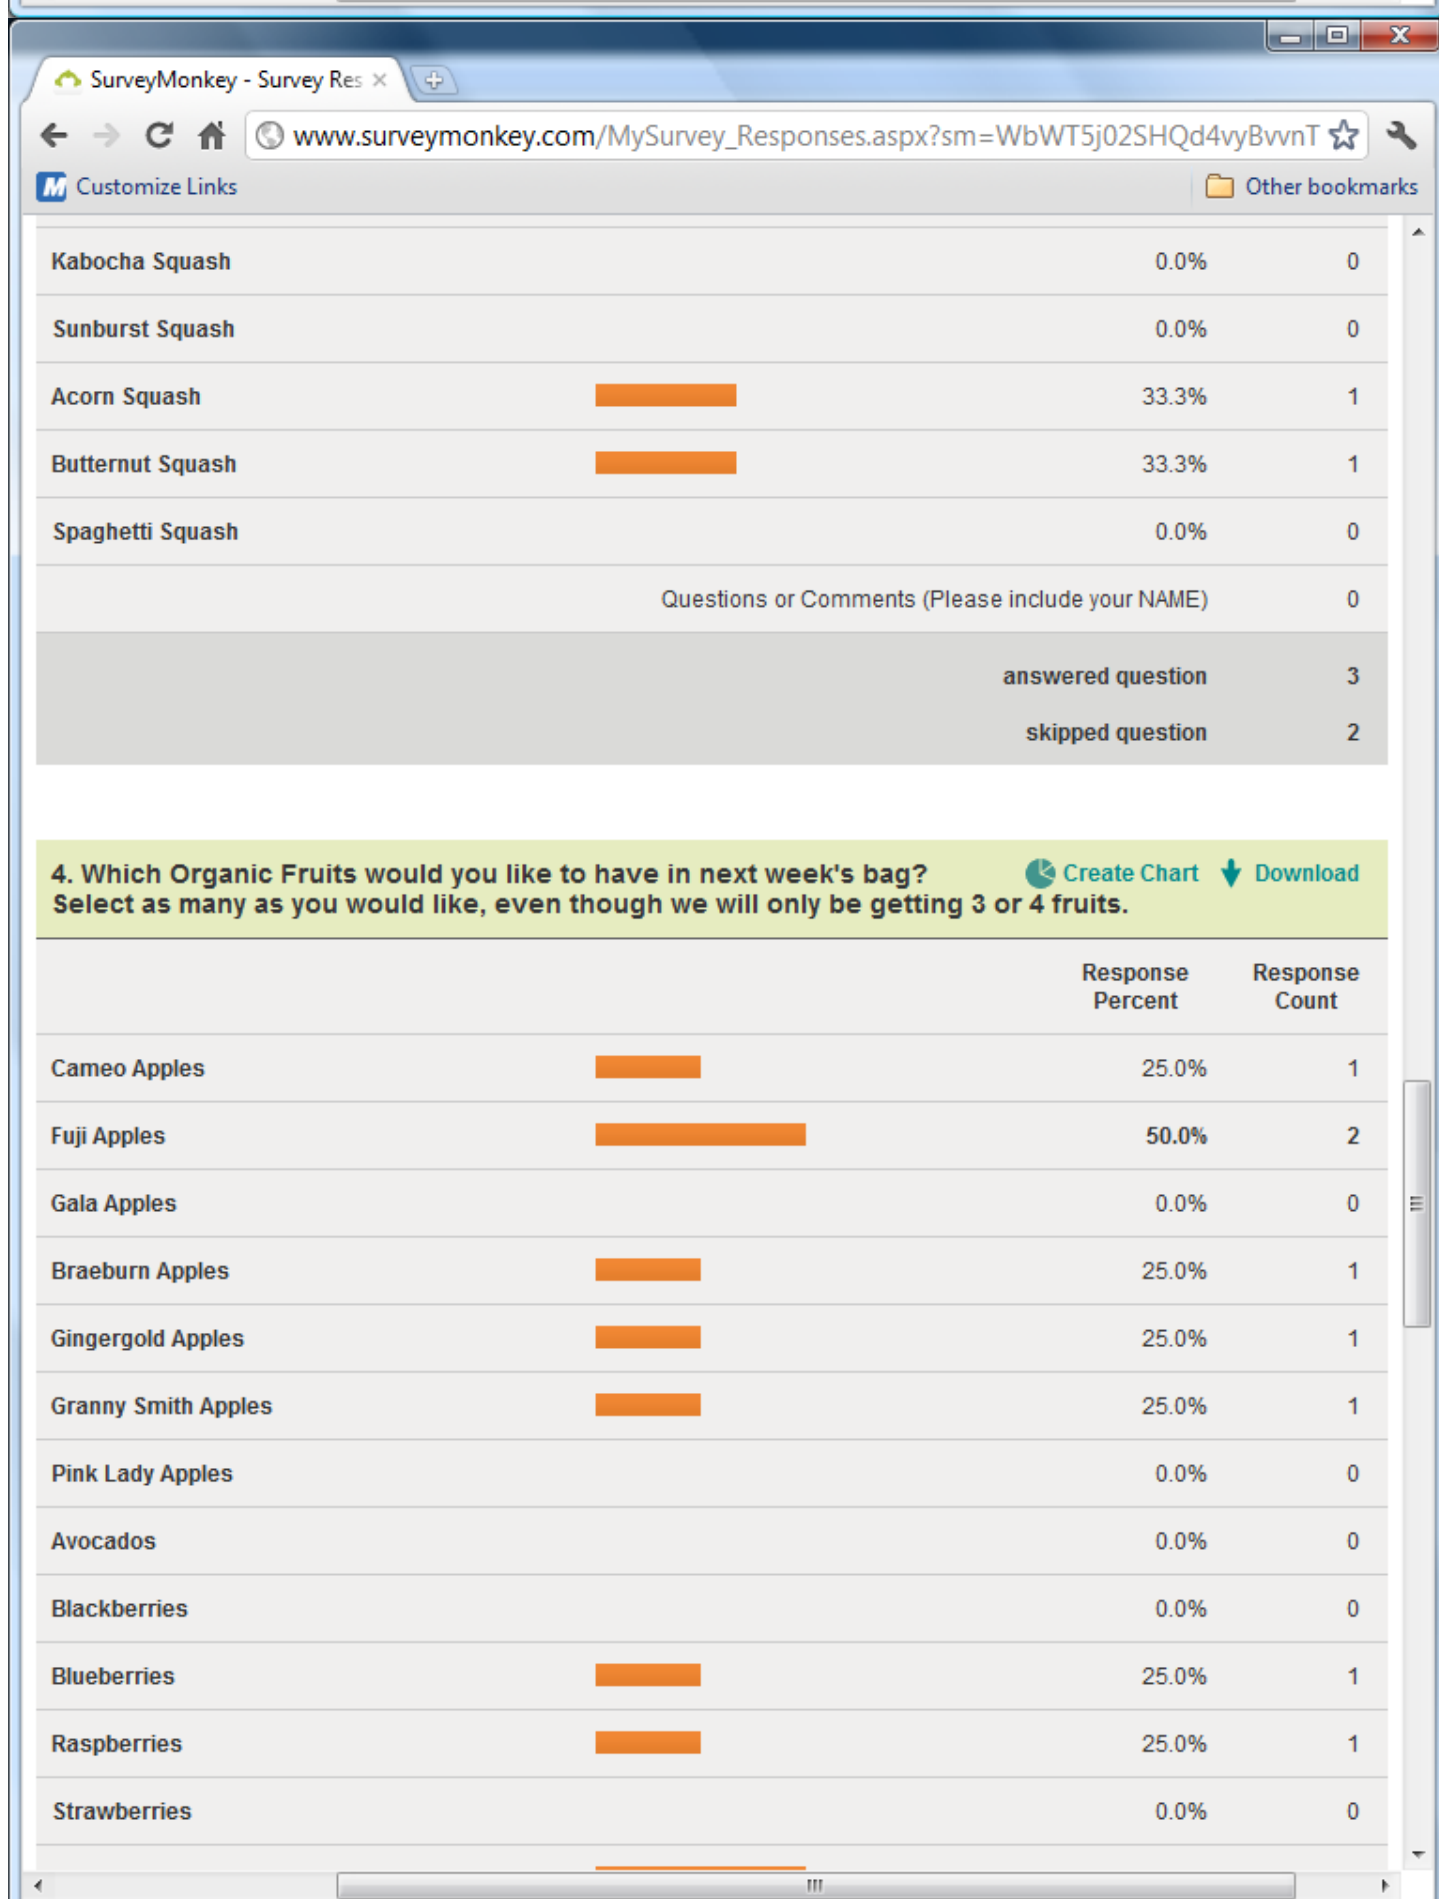 SurveyMonkey - Survey Res
www.surveymonkey.com/MySurvey_Responses.aspx?sm=WbWT5j02SHQd4vyBvvnT
Customize Links Other bookmarks
Kabocha Squash 0.0% 0
Sunburst Squash 0.0% 0
Acorn Squash 33.3% 1
Butternut Squash 33.3% 1
Spaghetti Squash 0.0% 0
Questions or Comments (Please include your NAME) 0
answered question 3
skipped question 2
4. Which Organic Fruits would you like to have in next week's bag? Create Chart Download
Select as many as you would like, even though we will only be getting 3 or 4 fruits.
Response Response
Percent Count
Cameo Apples 25.0% 1
Fuji Apples 50.0% 2
Gala Apples 0.0% 0
Braeburn Apples 25.0% 1
Gingergold Apples 25.0% 1
Granny Smith Apples 25.0% 1
Pink Lady Apples 0.0% 0
Avocados 0.0% 0
Blackberries 0.0% 0
Blueberries 25.0% 1
Raspberries 25.0% 1
Strawberries 0.0% 0